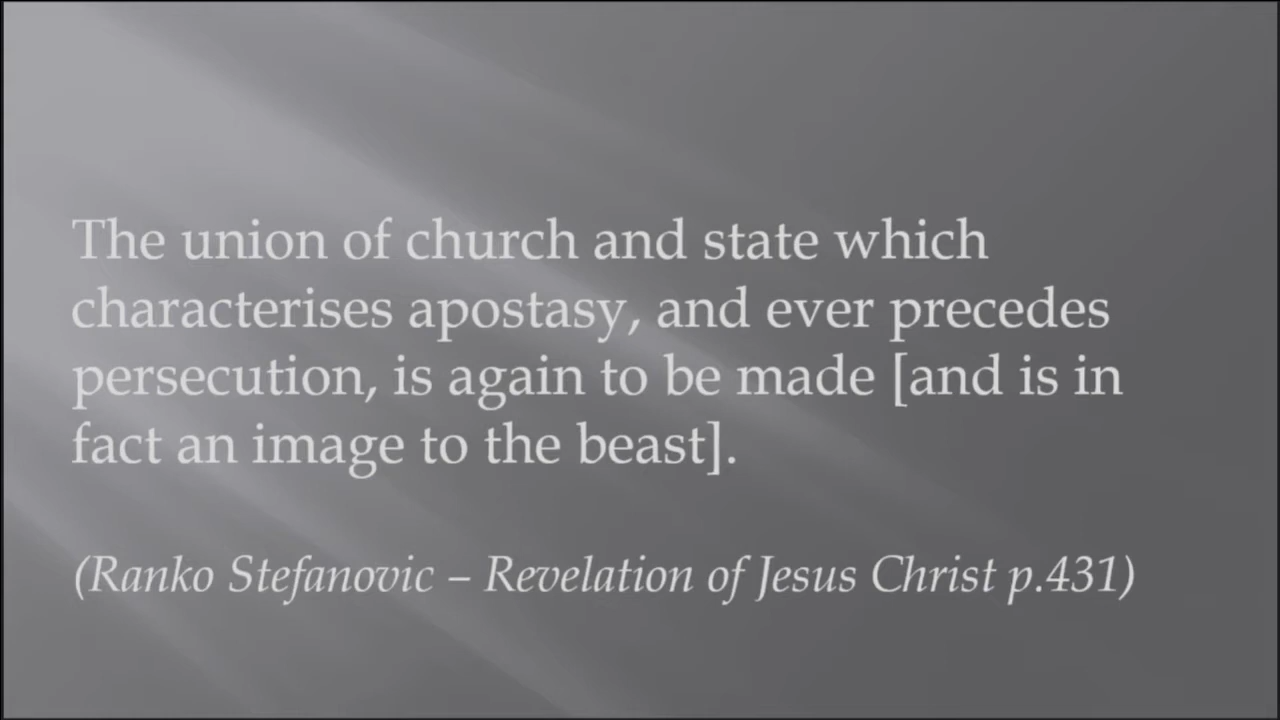 The union of church and state which
characterises apostasy, and ever precedes
persecution, is again to be made [and is in
fact an image to the beast].
(Ranko Stefanovic – Revelation of Jesus Christ p.431)